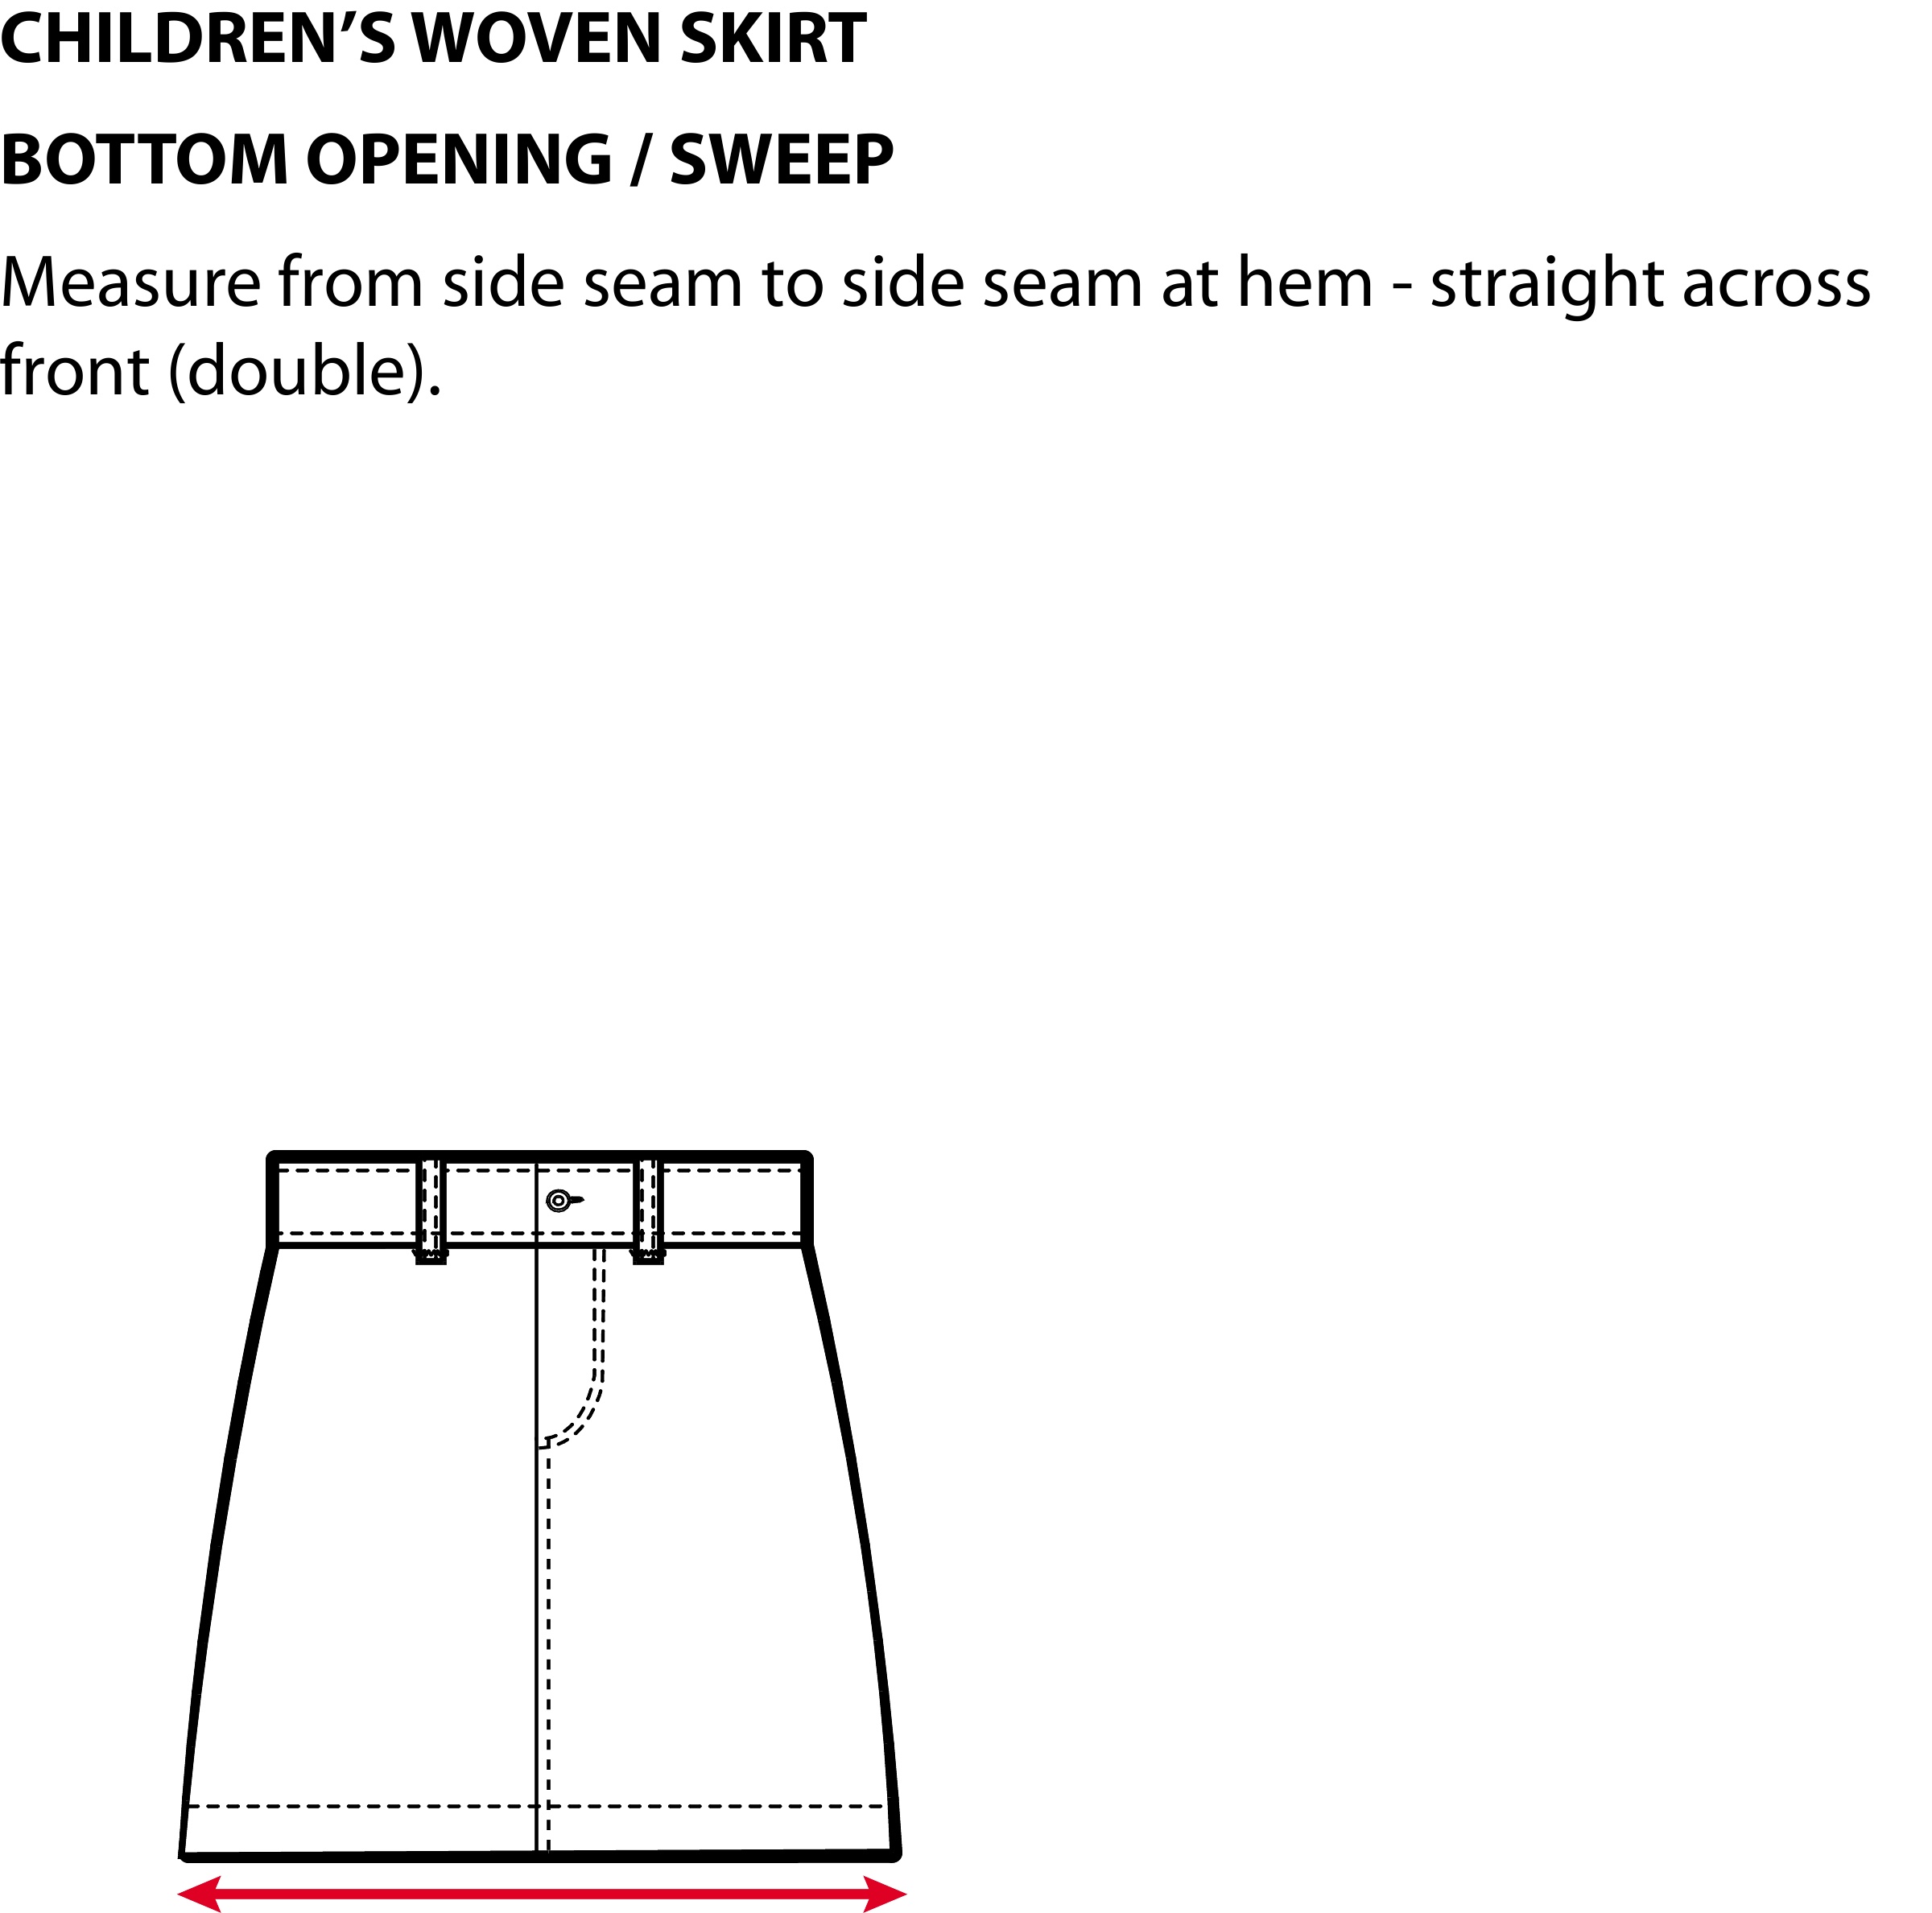 CHILDREN’S WOVEN SKIRT
BOTTOM OPENING / SWEEP
Measure from side seam to side seam at hem - straight across
front (double).